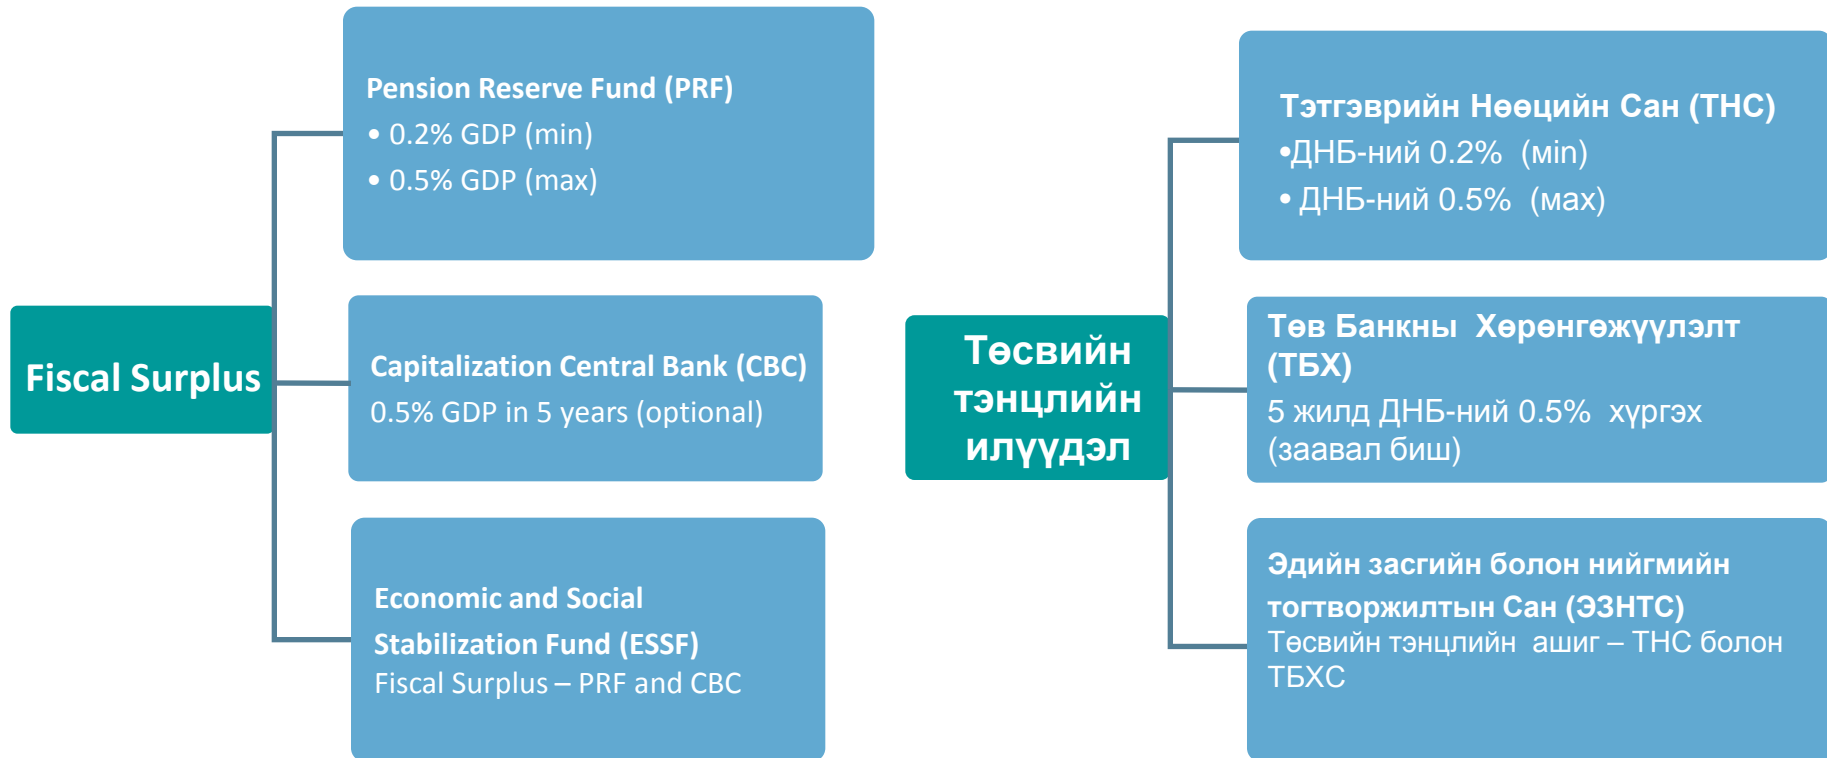 Fiscal Surplus
Pension Reserve Fund (PRF)
• 0.2% GDP (min)
• 0.5% GDP (max)
Capitalization Central Bank (CBC)
0.5% GDP in 5 years (optional)
Economic and Social
Stabilization Fund (ESSF)
Fiscal Surplus – PRF and CBC
Төсвийн
тэнцлийн
илүүдэл
Тэтгэврийн Нөөцийн Сан (ТНС)
•ДНБ-ний 0.2% (мin)
• ДНБ-ний 0.5% (мах)
Төв Банкны Хөрөнгөжүүлэлт
(ТБХ)
5 жилд ДНБ-ний 0.5% хүргэх
(заавал биш)
Эдийн засгийн болон нийгмийн
тогтворжилтын Сан (ЭЗНТС)
Төсвийн тэнцлийн ашиг – ТНС болон
ТБХС